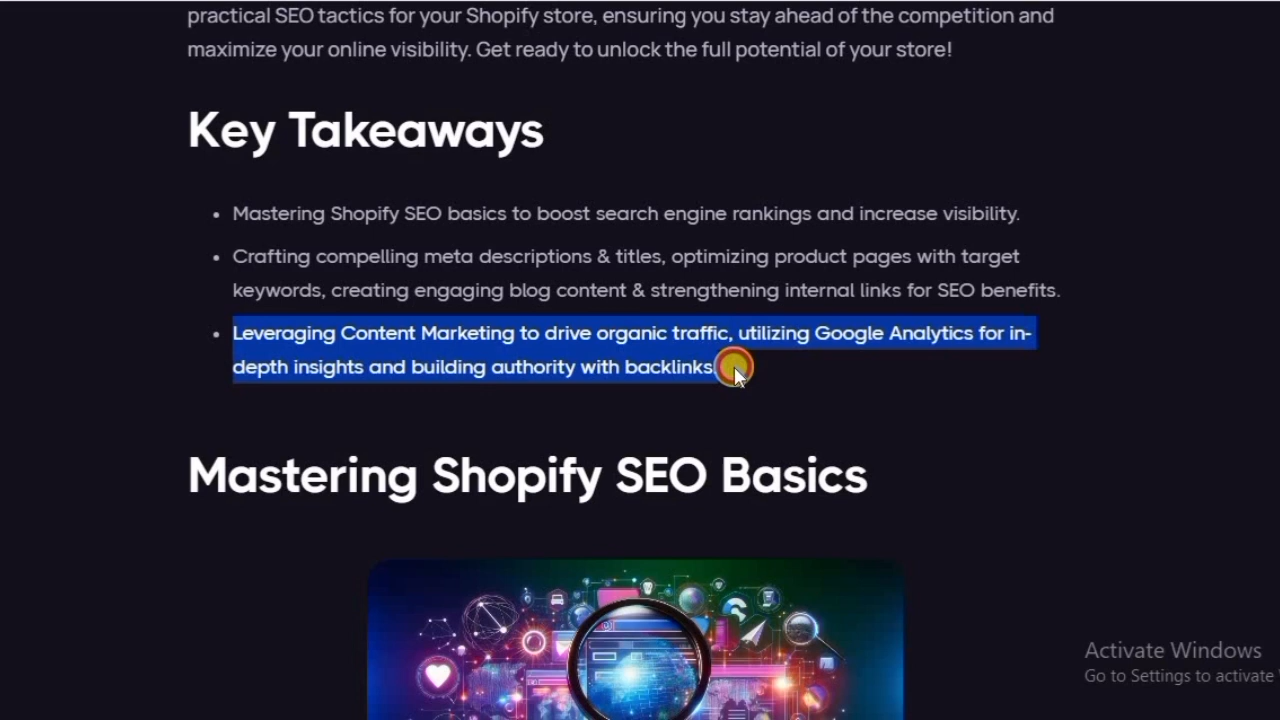 practical SEO tactics for your Shopify store, ensuring you stay ahead of the competition and
maximize your online visibility. Get ready to unlock the full potential of your store!
Key Takeaways
• Mastering Shopify SEO basics to boost search engine rankings and increase visibility.
• Crafting compelling meta descriptions & titles, optimizing product pages with target
keywords, creating engaging blog content & strengthening internal links for SEO benefits.
• Leveraging Content Marketing to drive organic traffic, utilizing Google Analytics for in-
depth insights and building authority with backlinks.
Mastering Shopify SEO Basics
Activate Windows
Go to Settings to activate